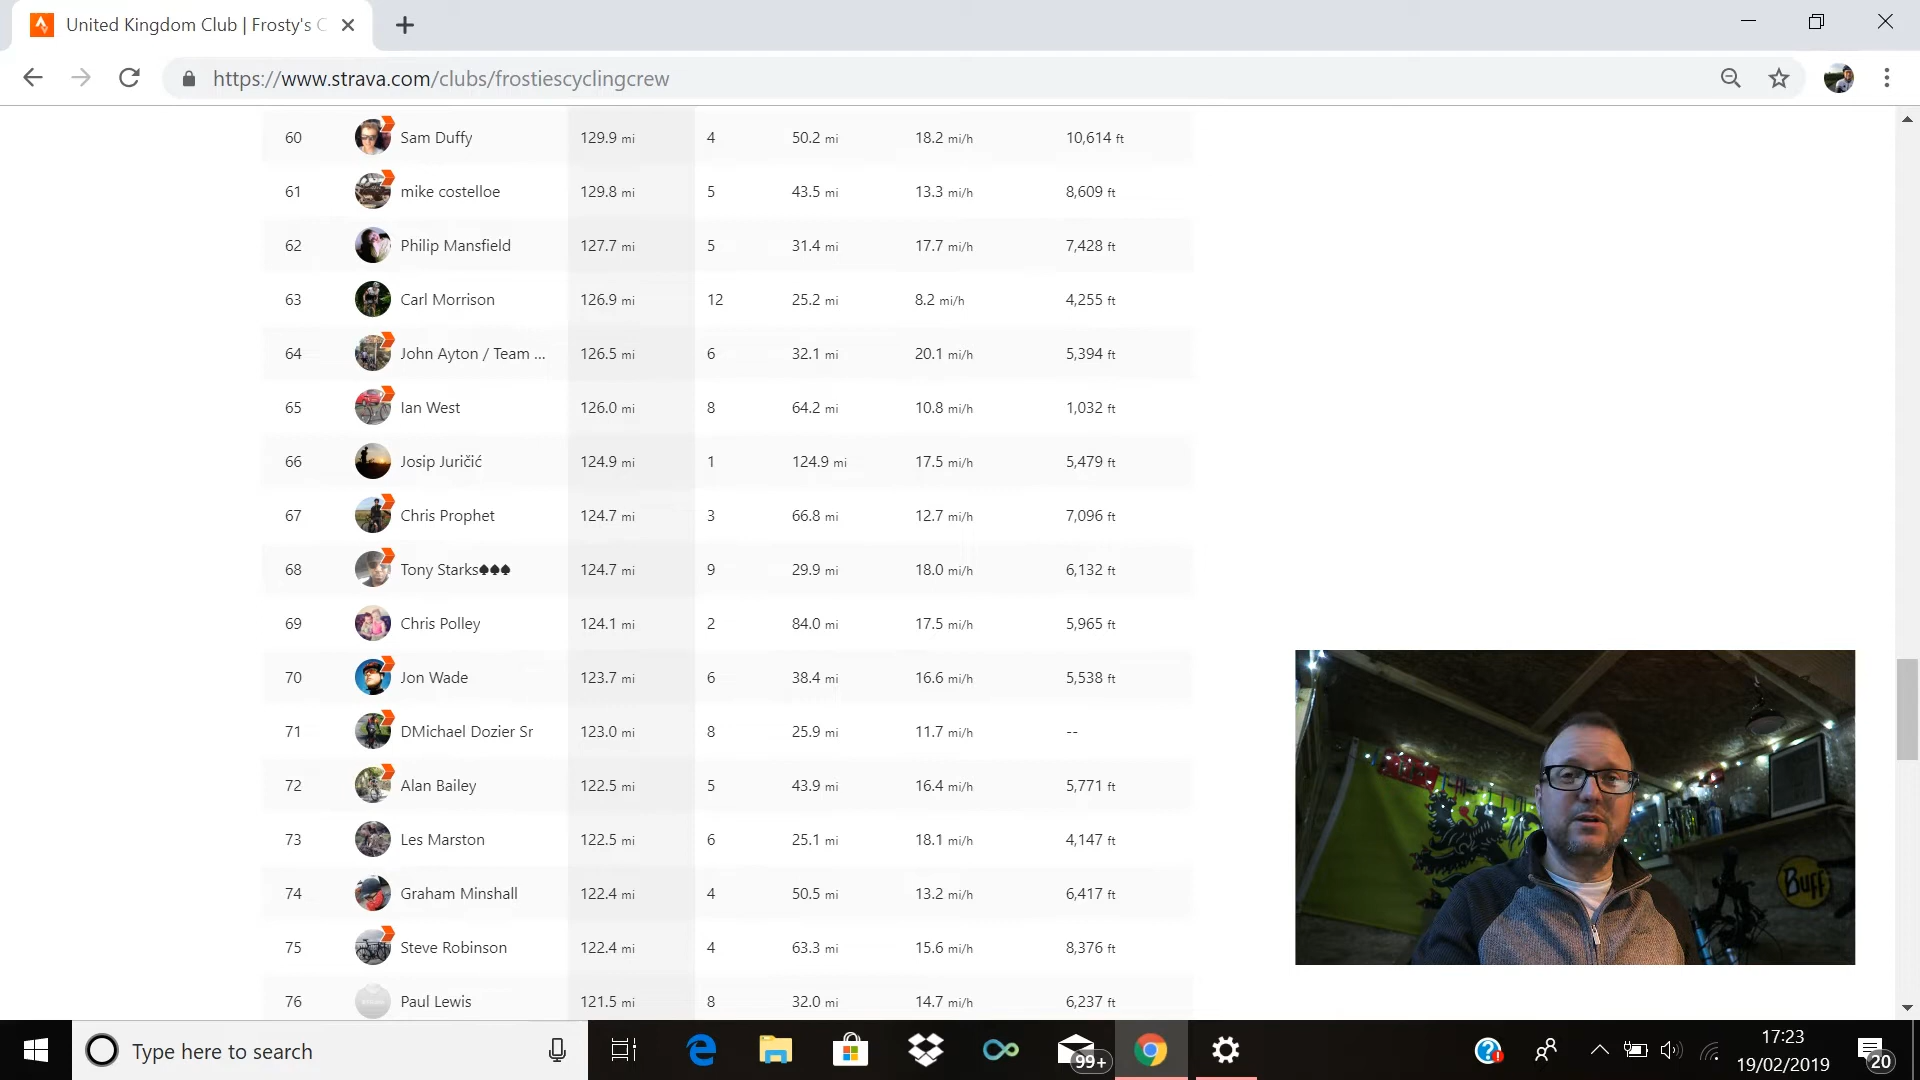 United Kingdom Club | Frosty's C
https://www.strava.com/clubs/frostiescyclingcrew
60 Sam Duffy 129.9 mi 4 50.2 mi 18.2 mi/h 10,614 ft
61 mike costelloe 129.8 mi 5 43.5 mi 13.3 mi/h 8,609 ft
62 Philip Mansfield 127.7 mi 5 31.4 mi 17.7 mi/h 7,428 ft
63 Carl Morrison 126.9 mi 12 25.2 mi 8.2 mi/h 4,255 ft
64 John Ayton / Team ... 126.5 mi 6 32.1 mi 20.1 mi/h 5,394 ft
65 Ian West 126.0 mi 8 64.2 mi 10.8 mi/h 1,032 ft
66 Josip Juričić 124.9 mi 1 124.9 mi 17.5 mi/h 5,479 ft
67 Chris Prophet 124.7 mi 3 66.8 mi 12.7 mi/h 7,096 ft
68 Tony Starks♠♠♠ 124.7 mi 9 29.9 mi 18.0 mi/h 6,132 ft
69 Chris Polley 124.1 mi 2 84.0 mi 17.5 mi/h 5,965 ft
70 Jon Wade 123.7 mi 6 38.4 mi 16.6 mi/h 5,538 ft
71 DMichael Dozier Sr 123.0 mi 8 25.9 mi 11.7 mi/h --
72 Alan Bailey 122.5 mi 5 43.9 mi 16.4 mi/h 5,771 ft
73 Les Marston 122.5 mi 6 25.1 mi 18.1 mi/h 4,147 ft
74 Graham Minshall 122.4 mi 4 50.5 mi 13.2 mi/h 6,417 ft
75 Steve Robinson 122.4 mi 4 63.3 mi 15.6 mi/h 8,376 ft
76 Paul Lewis 121.5 mi 8 32.0 mi 14.7 mi/h 6,237 ft
BUFF
Type here to search
99+
17:23
19/02/2019
20